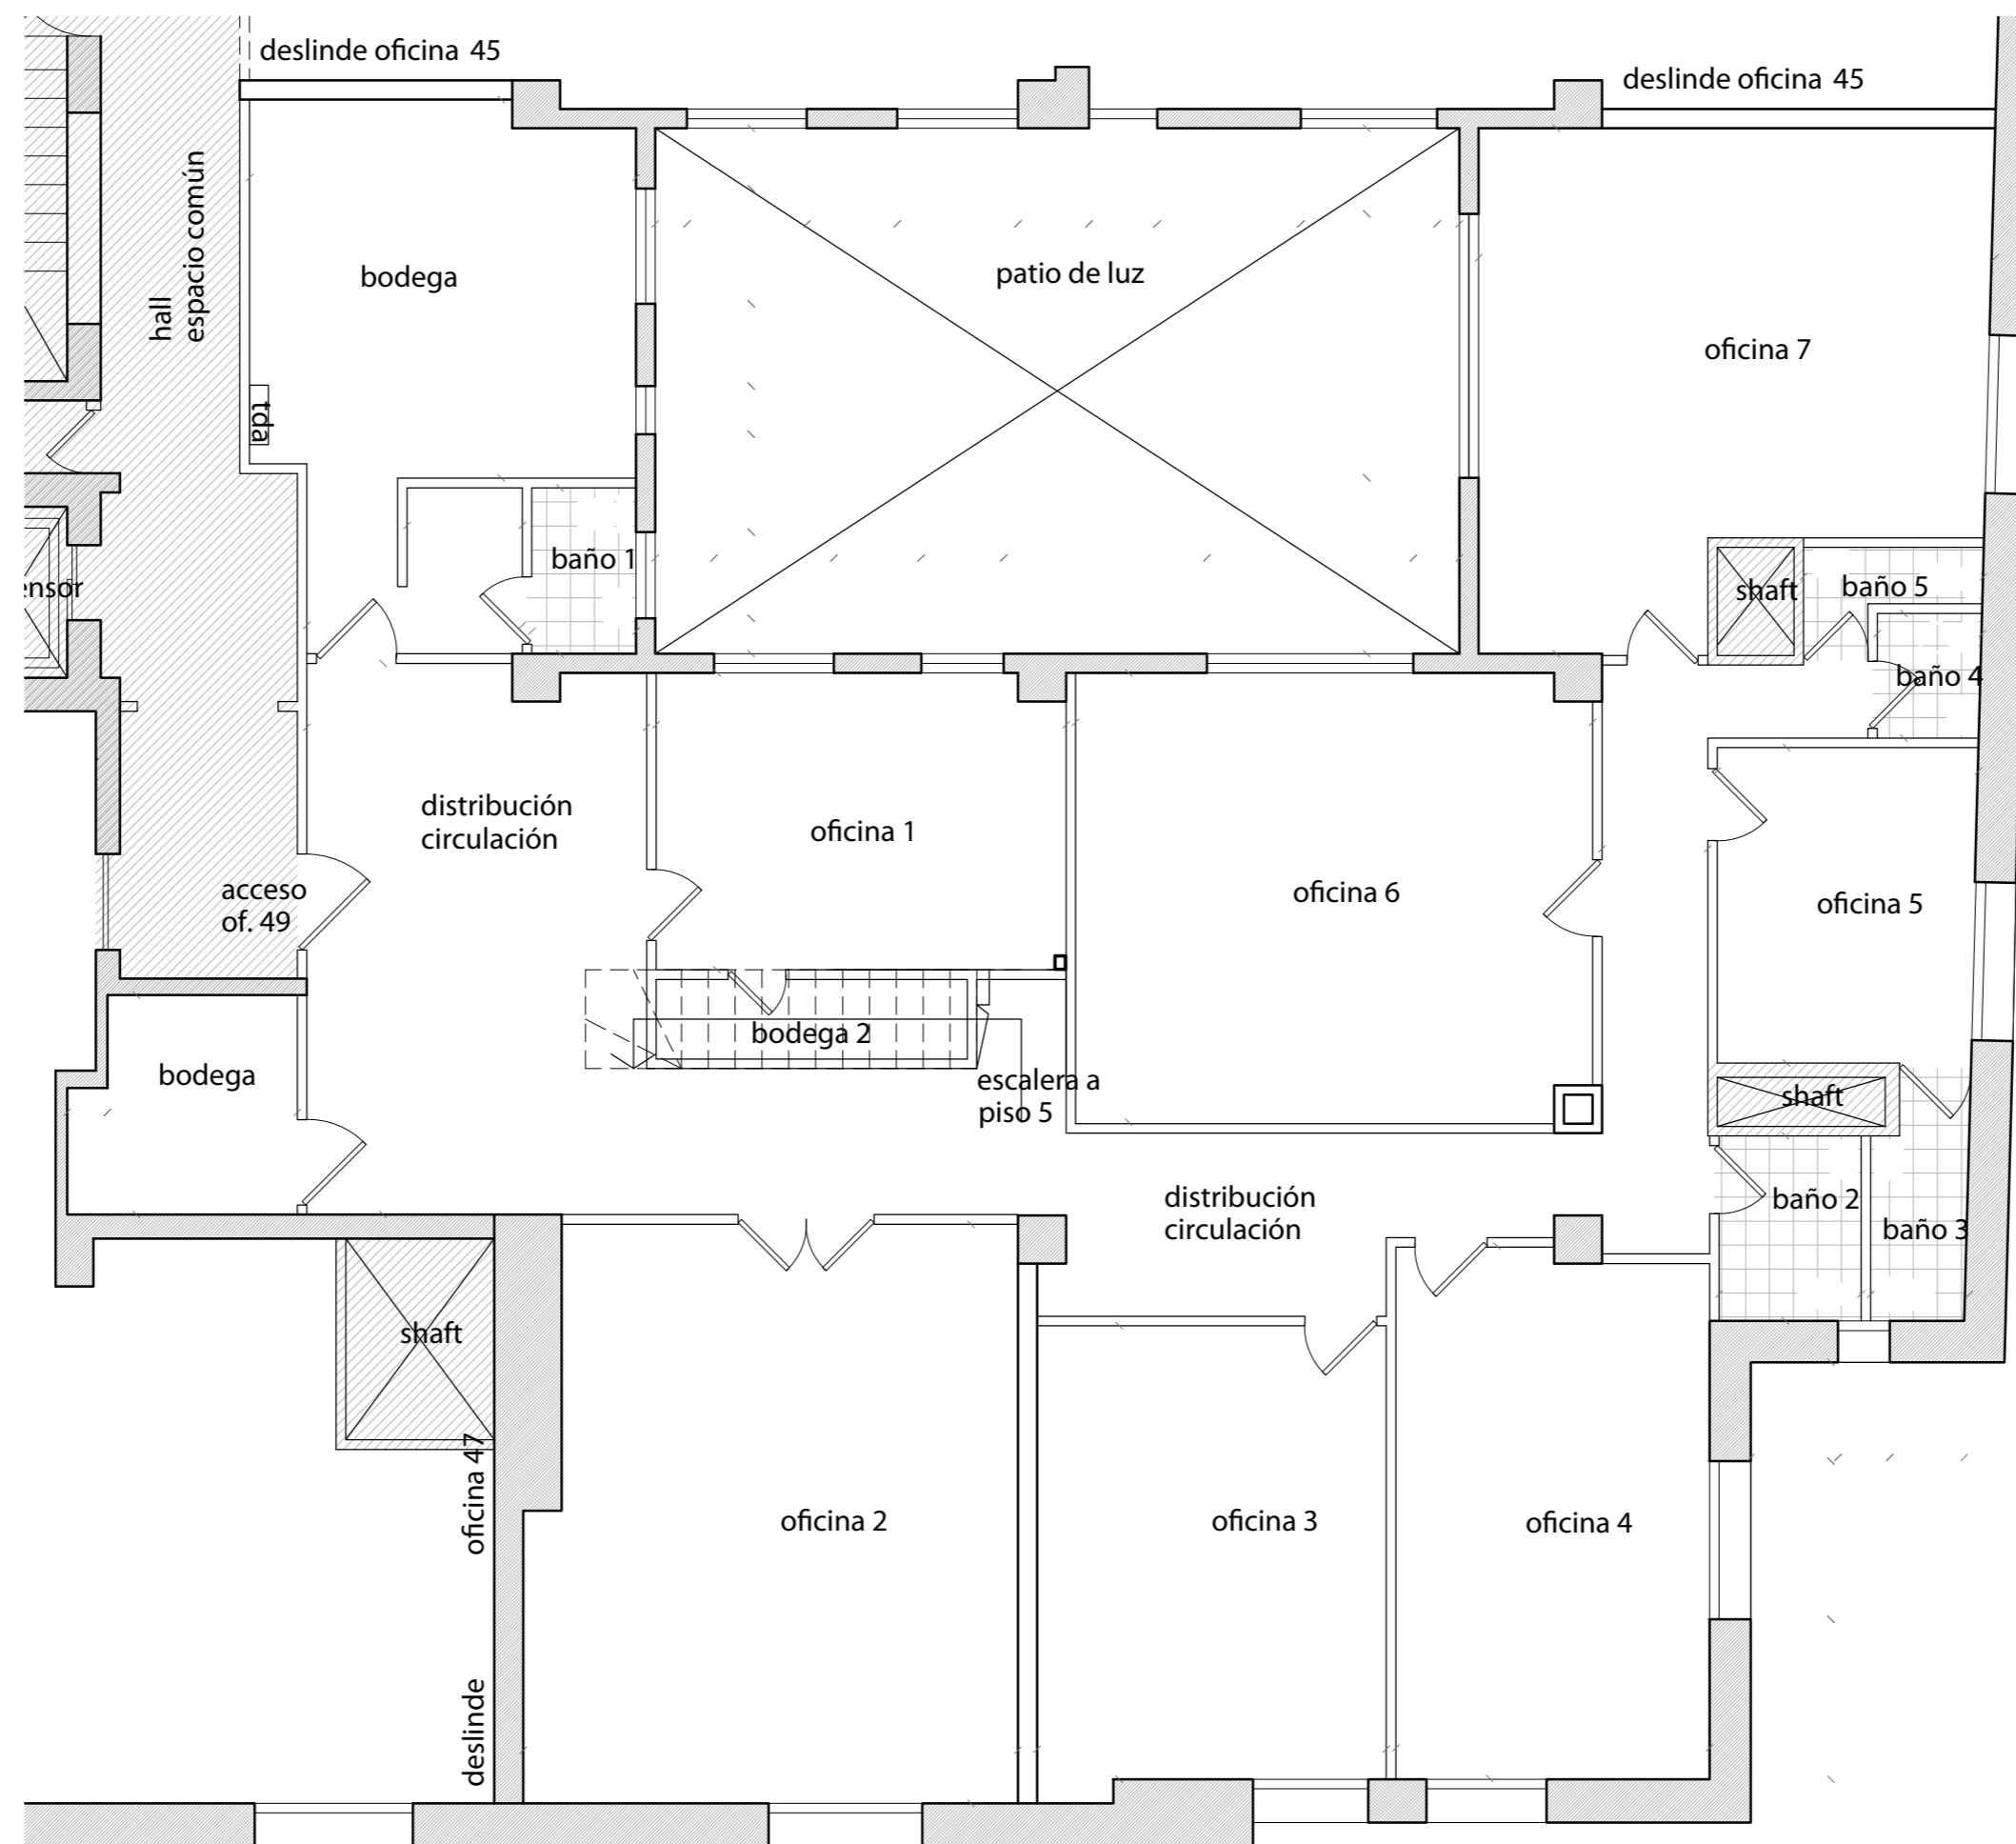 deslinde oficina 45
deslinde oficina 45
hall
espacio común
bodega
patio de luz
oficina 7
tda
baño 1
ensor
shaft
baño 5
baño 4
distribución
circulación
oficina 1
oficina 6
oficina 5
acceso
of. 49
bodega 2
bodega
escalera a
piso 5
shaft
distribución
circulación
baño 2
baño 3
shaft
oficina 47
deslinde
oficina 2
oficina 3
oficina 4